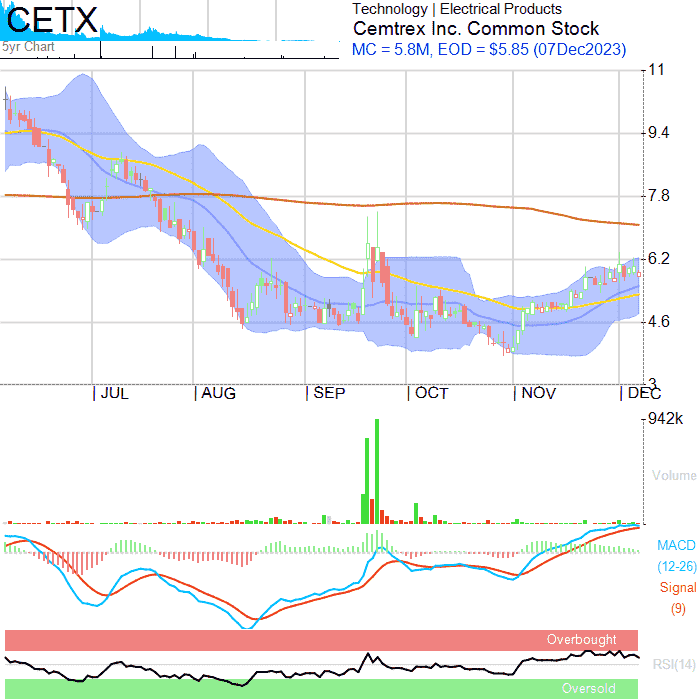 CETX
5yr Chart
Technology | Electrical Products
Cemtrex Inc. Common Stock
MC = 5.8M, EOD = $5.85 (07Dec2023)
11
9.4
7.8
6.2
4.6
3
JUL AUG SEP OCT NOV DEC
942k
Volume
MACD
(12-26)
Signal
(9)
Overbought
RSI(14)
Oversold